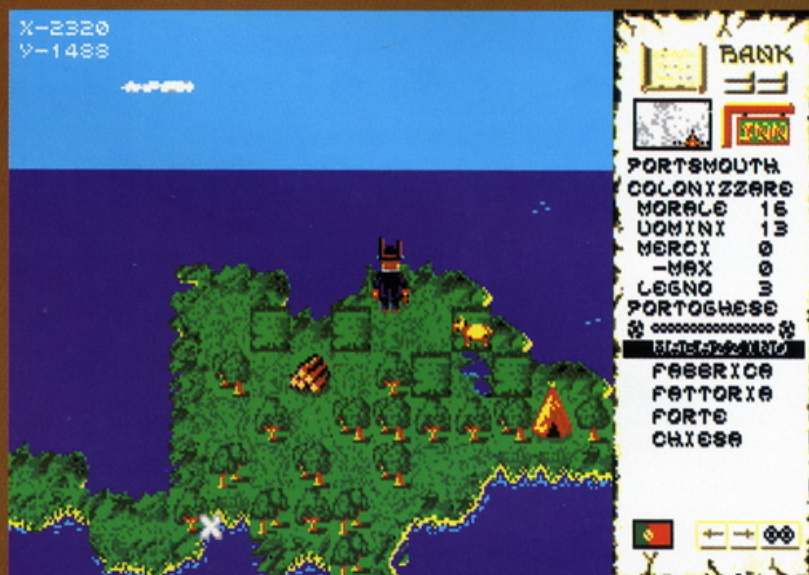 X-2320
Y-1488
BANK
INN
PORTSMOUTH
COLONIZZARE
MORALE 16
UOMINI 13
MERCI 0
-MAX 0
LEGNO 3
PORTOGHESE
FABBRICA
FATTORIA
FORTE
CHIESA